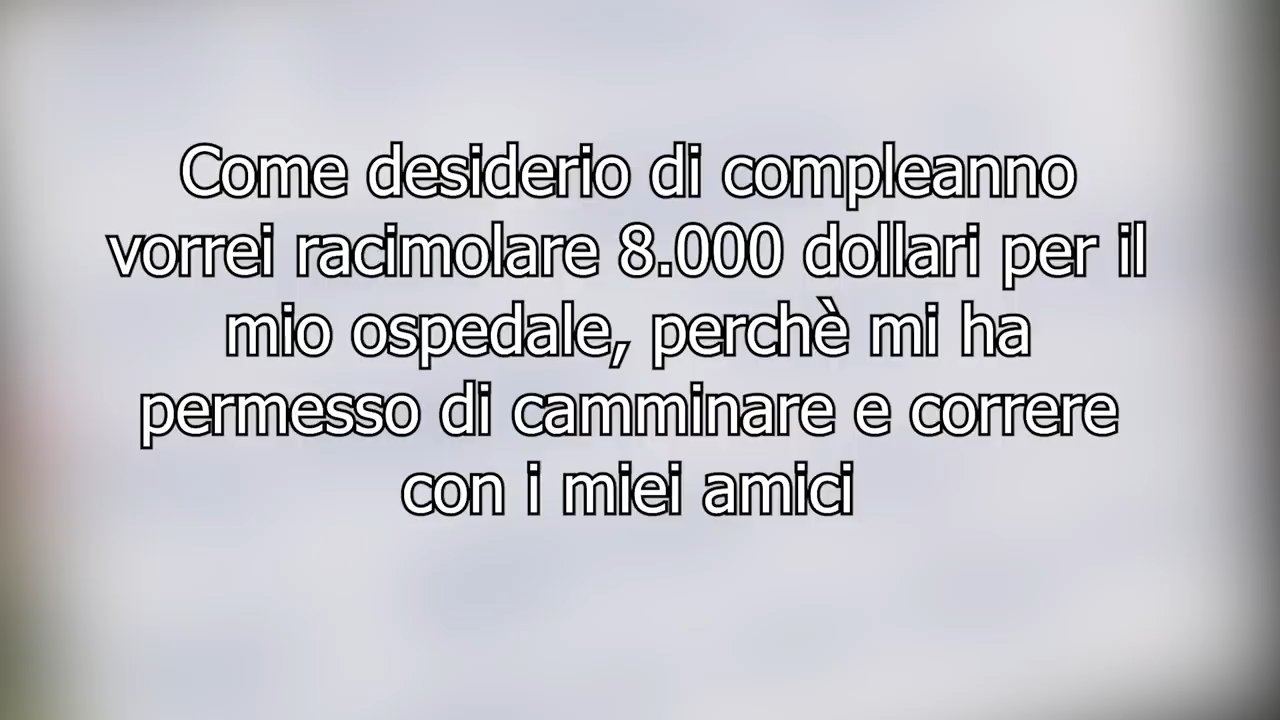 Come desiderio di compleanno
vorrei racimolare 8.000 dollari per il
mio ospedale, perchè mi ha
permesso di camminare e correre
con i miei amici